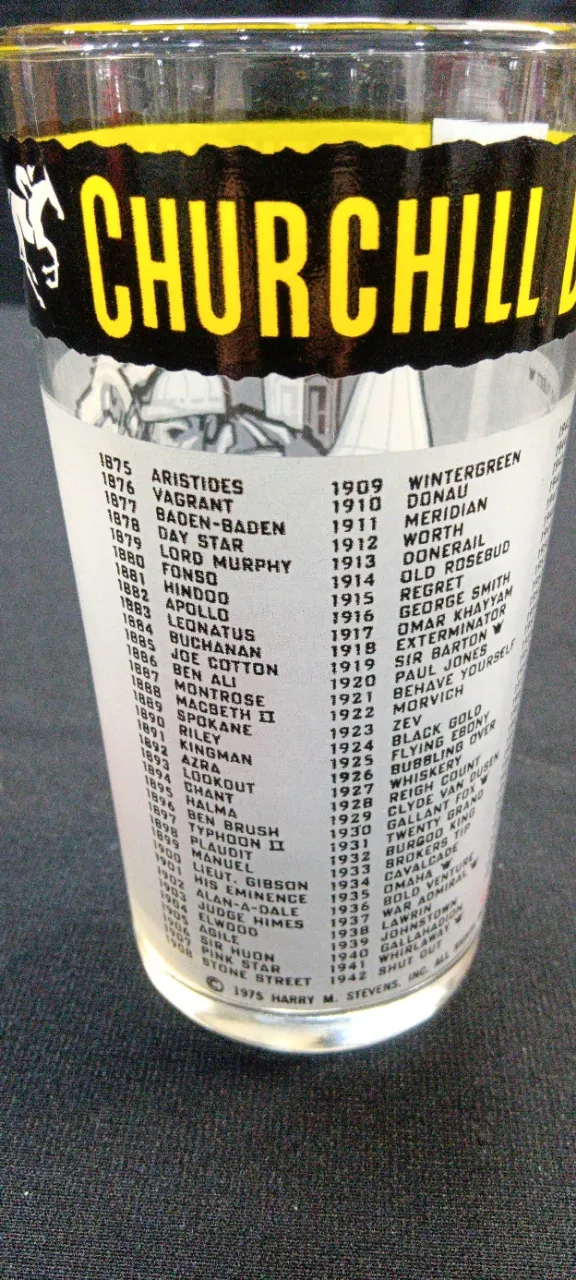 CHURCHILL
1875 ARISTIDES
1876 VAGRANT
1877 BADEN-BADEN
1878 DAY STAR
1879 LORD MURPHY
1880 FONSO
1881 HINDOO
1882 APOLLO
1883 LEONATUS
1884 BUCHANAN
1885 JOE COTTON
1886 BEN ALI
1887 MONTROSE
1888 MACBETH II
1889 SPOKANE
1890 RILEY
1891 KINGMAN
1892 AZRA
1893 LOOKOUT
1894 CHANT
1895 HALMA
1896 BEN BRUSH
1897 TYPHOON II
1898 PLAUDIT
1899 MANUEL
1900 LIEUT. GIBSON
1901 HIS EMINENCE
1902 ALAN-A-DALE
1903 JUDGE HIMES
1904 ELWOOD
1905 AGILE
1906 SIR HUON
1907 PINK STAR
1908 STONE STREET
1909 WINTERGREEN
1910 DONAU
1911 MERIDIAN
1912 WORTH
1913 DONERAIL
1914 OLD ROSEBUD
1915 REGRET
1916 GEORGE SMITH
1917 OMAR KHAYYAM
1918 EXTERMINATOR
1919 SIR BARTON
1920 PAUL JONES
1921 BEHAVE YOURSELF
1922 MORVICH
1923 ZEV
1924 BLACK GOLD
1925 FLYING EBONY
1926 BUBBLING OVER
1927 WHISKERY
1928 REIGH COUNT
1929 CLYDE VAN DUSEN
1930 GALLANT FOX
1931 TWENTY GRAND
1932 BURGOO KING
1933 BROKERS TIP
1934 CAVALCADE
1935 OMAHA
1936 BOLD VENTURE
1937 WAR ADMIRAL
1938 LAWRIN
1939 JOHNSTOWN
1940 GALLAHADION
1941 WHIRLAWAY
1942 SHUT OUT
© 1975 HARRY M. STEVENS, INC. ALL